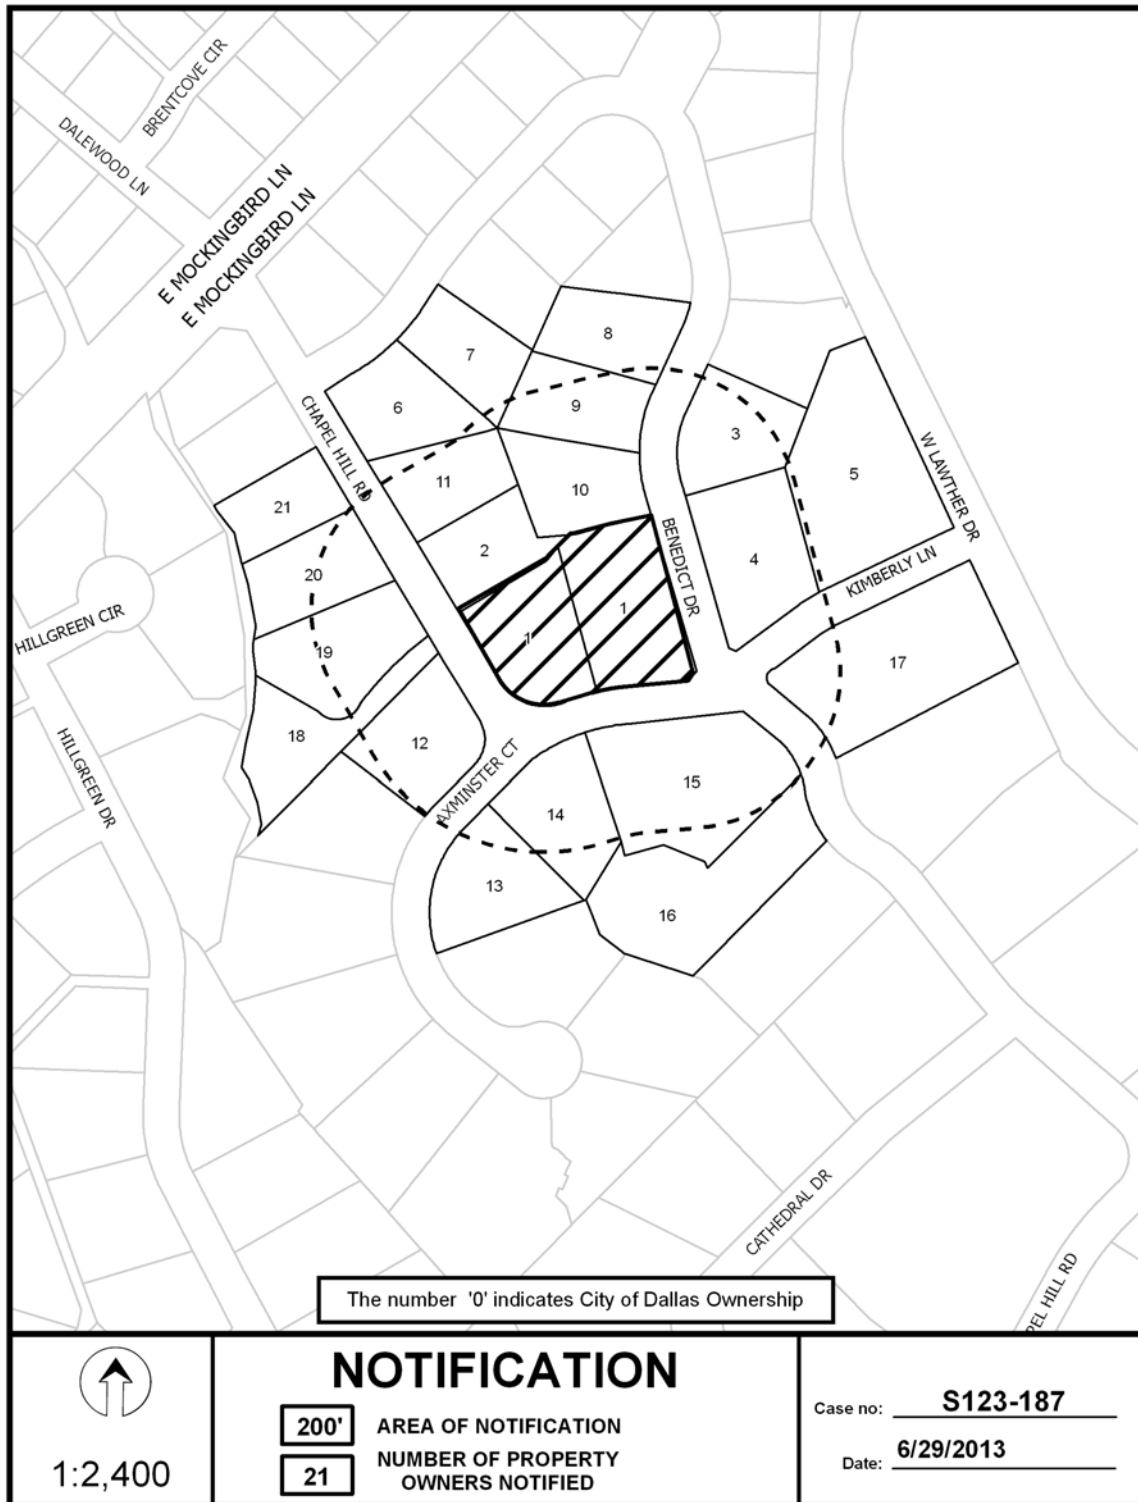 BRENTCOVE CIR
DALEWOOD LN
E MOCKINGBIRD LN
E MOCKINGBIRD LN
8
7
6
9
3
CHAPEL HILL RD
W LAWTHER DR
5
11
10
21
2
BENEDICT DR
4
KIMBERLY LN
20
1
1
HILLGREEN CIR
19
17
18
12
HILLGREEN DR
AXMINSTER CT
15
14
13
16
CATHEDRAL DR
PEL HILL RD
The number '0' indicates City of Dallas Ownership
1:2,400
NOTIFICATION
200' AREA OF NOTIFICATION
21 NUMBER OF PROPERTY
OWNERS NOTIFIED
Case no: S123-187
Date: 6/29/2013